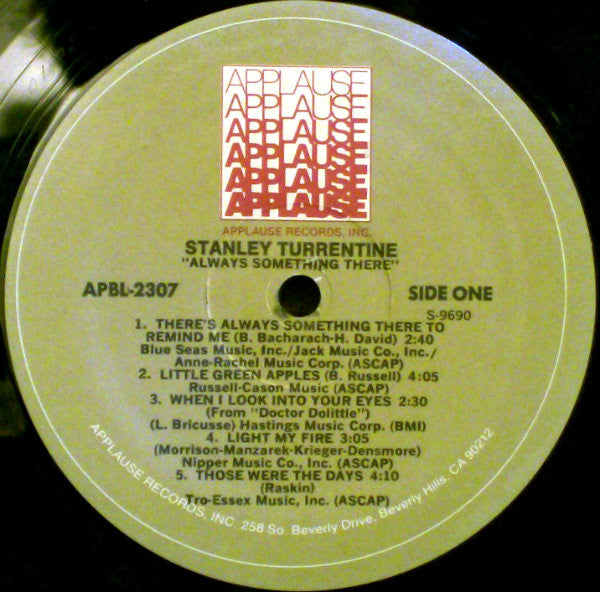 APPLAUSE
APPLAUSE
APPLAUSE
APPLAUSE
APPLAUSE
APPLAUSE
APPLAUSE RECORDS, INC.
STANLEY TURRENTINE
"ALWAYS SOMETHING THERE"
APBL-2307
SIDE ONE
S-9690
1. THERE'S ALWAYS SOMETHING THERE TO
REMIND ME (B. Bacharach-H. David) 2:40
Blue Seas Music, Inc./Jack Music Co., Inc./
Anne-Rachel Music Corp. (ASCAP)
2. LITTLE GREEN APPLES (B. Russell) 4:05
Russell-Cason Music (ASCAP)
3. WHEN I LOOK INTO YOUR EYES 2:30
(From "Doctor Dolittle")
(L. Bricusse) Hastings Music Corp. (BMI)
4. LIGHT MY FIRE 3:05
(Morrison-Manzarek-Krieger-Densmore)
Nipper Music Co., Inc. (ASCAP)
5. THOSE WERE THE DAYS 4:10
(Raskin)
Tro-Essex Music, Inc. (ASCAP)
APPLAUSE RECORDS, INC. 258 So. Beverly Drive, Beverly Hills, CA 90212